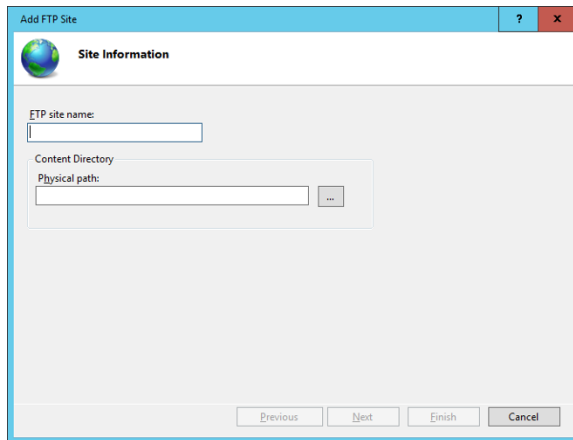 Add FTP Site
?
x
Site Information
FTP site name:
Content Directory
Physical path:
...
Previous
Next
Finish
Cancel